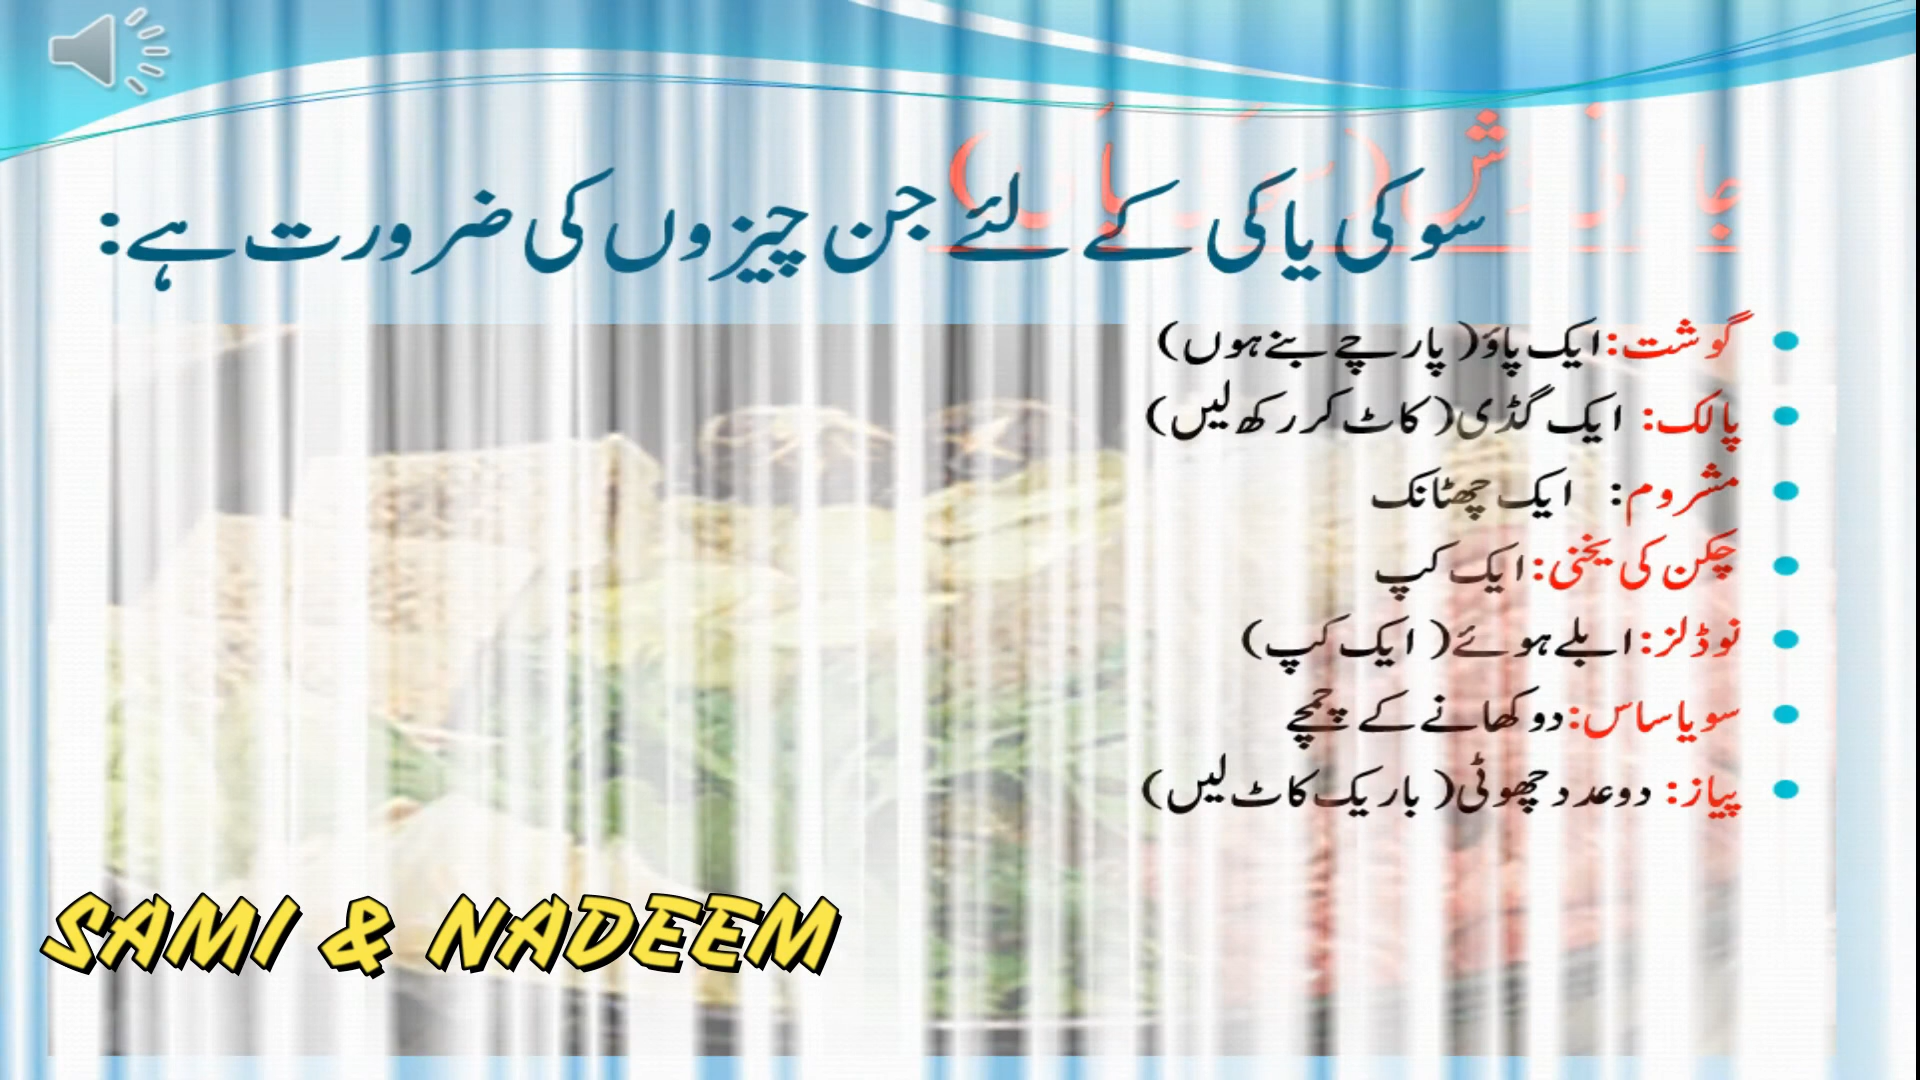 سوکی یاکی کے لئے جن چیزوں کی ضرورت ہے:
گوشت: ایک پاؤ( پارچے بنے ہوں)
پالک: ایک گڈی( کاٹ کر رکھ لیں)
مشروم: ایک چھٹانک
چکن کی یخنی: ایک کپ
نوڈلز: ابلے ہوئے( ایک کپ)
سویا ساس: دو کھانے کے چمچے
پیاز: دو عدد چھوٹی( باریک کاٹ لیں)
SAMI & NADEEM